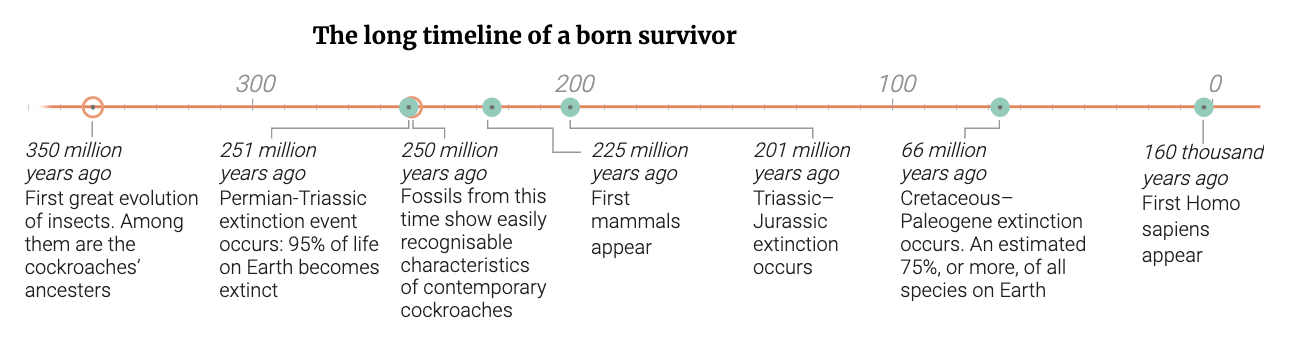 The long timeline of a born survivor
300
200
100
0
350 million
years ago
First great evolution
of insects. Among
them are the
cockroaches’
ancesters
251 million
years ago
Permian-Triassic
extinction event
occurs: 95% of life
on Earth becomes
extinct
250 million
years ago
Fossils from this
time show easily
recognisable
characteristics
of contemporary
cockroaches
225 million
years ago
First
mammals
appear
201 million
years ago
Triassic–
Jurassic
extinction
occurs
66 million
years ago
Cretaceous–
Paleogene extinction
occurs. An estimated
75%, or more, of all
species on Earth
160 thousand
years ago
First Homo
sapiens
appear